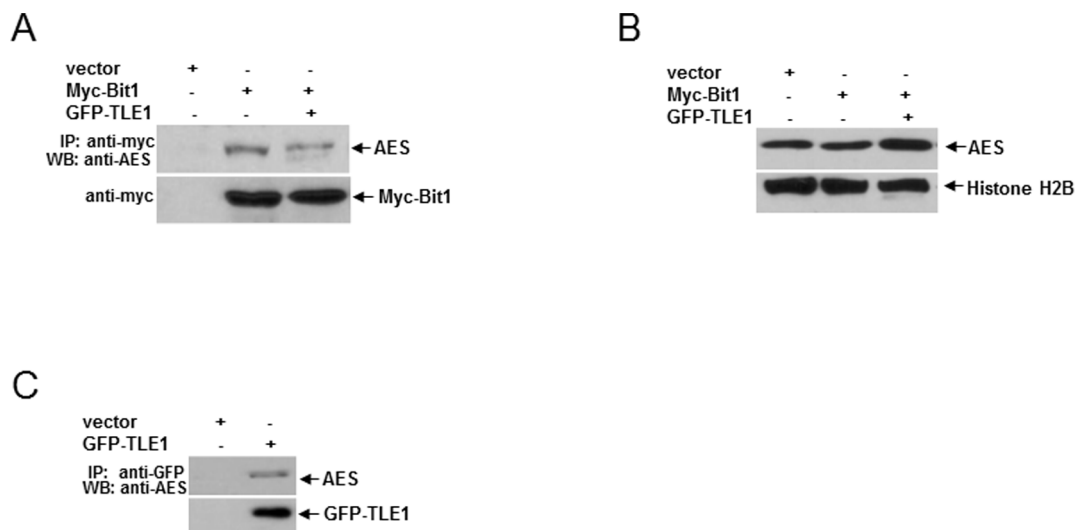 A
vector + - -
Myc-Bit1 - + +
GFP-TLE1 - - +
IP: anti-myc
WB: anti-AES
AES
anti-myc
Myc-Bit1
B
vector + - -
Myc-Bit1 - + +
GFP-TLE1 - - +
AES
Histone H2B
C
vector + -
GFP-TLE1 - +
IP: anti-GFP
WB: anti-AES
AES
GFP-TLE1